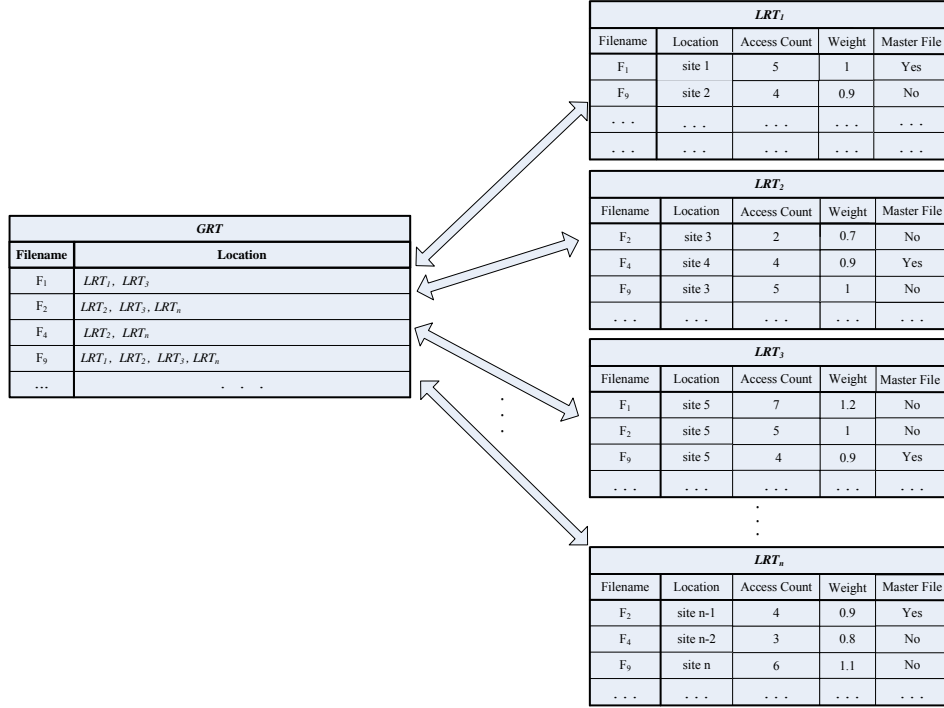 GRT
Filename Location
F₁ LRT₁, LRT₃
F₂ LRT₂, LRT₃, LRTₙ
F₄ LRT₂, LRTₙ
F₉ LRT₁, LRT₂, LRT₃, LRTₙ
... . . .
LRT₁
Filename Location Access Count Weight Master File
F₁ site 1 5 1 Yes
F₉ site 2 4 0.9 No
. . . . . . . . . . . . . . .
. . . . . . . . . . . . . . .
LRT₂
Filename Location Access Count Weight Master File
F₂ site 3 2 0.7 No
F₄ site 4 4 0.9 Yes
F₉ site 3 5 1 No
. . . . . . . . . . . . . . .
LRT₃
Filename Location Access Count Weight Master File
F₁ site 5 7 1.2 No
F₂ site 5 5 1 No
F₉ site 5 4 0.9 Yes
. . . . . . . . . . . . . . .
LRTₙ
Filename Location Access Count Weight Master File
F₂ site n-1 4 0.9 Yes
F₄ site n-2 3 0.8 No
F₉ site n 6 1.1 No
. . . . . . . . . . . . . . .